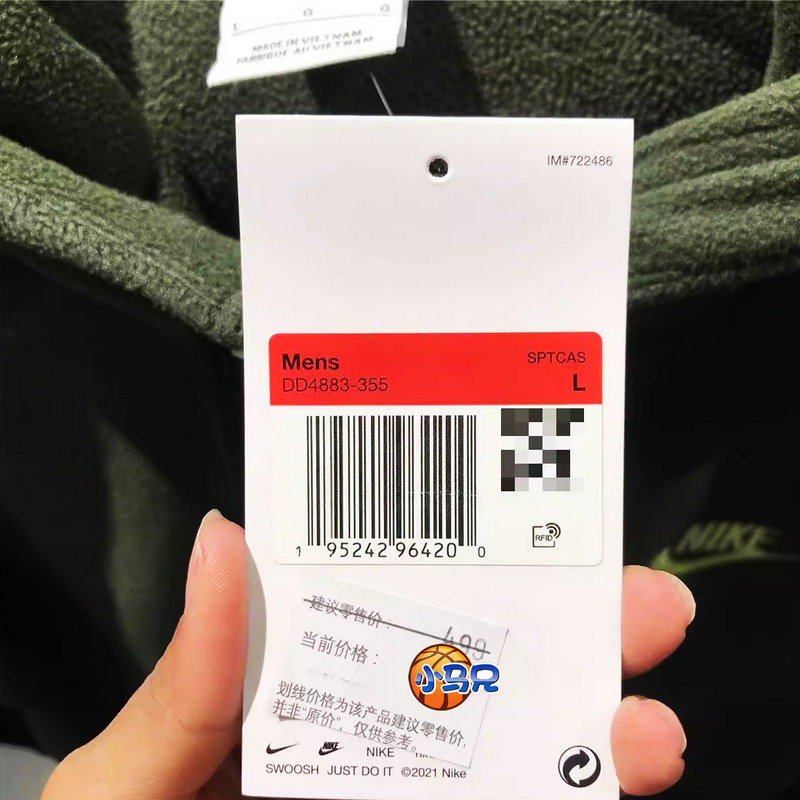 L G G
MADE IN VIETNAM
FABRIQUE AU VIETNAM
IM#722486
Mens
SPTCAS
DD4883-355
L
RFID
1 95242 96420 0
NIKE
建议零售价：
499
当前价格：
小马兄
划线价格为该产品建议零售价,
并非“原价”，仅供参考。
NIKE
NIKE
SWOOSH JUST DO IT ©2021 Nike